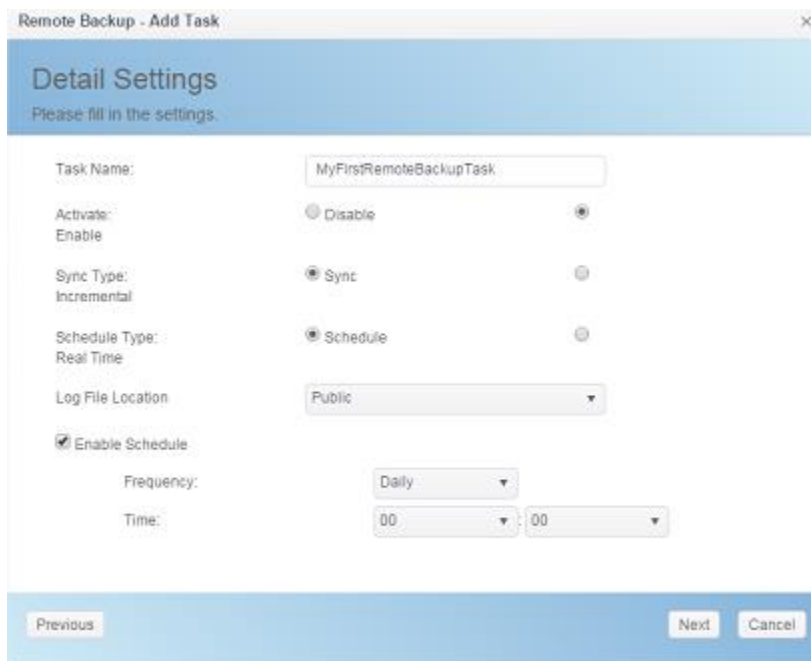 Remote Backup - Add Task
Detail Settings
Please fill in the settings.
Task Name: MyFirstRemoteBackupTask
Activate: Disable
Enable
Sync Type: Sync
Incremental
Schedule Type: Schedule
Real Time
Log File Location Public
Enable Schedule
Frequency: Daily
Time: 00 : 00
Previous Next Cancel